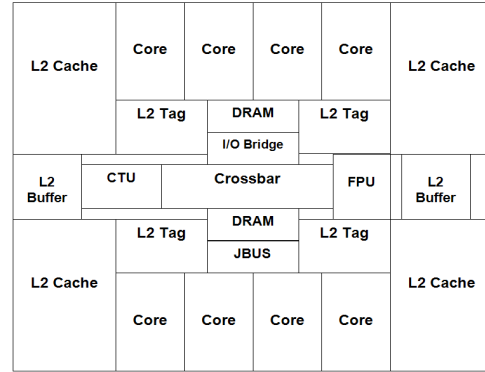 L2 Cache
Core
Core
Core
Core
L2 Cache
L2 Tag
DRAM
L2 Tag
I/O Bridge
L2
Buffer
CTU
Crossbar
FPU
L2
Buffer
L2 Tag
DRAM
L2 Tag
JBUS
L2 Cache
L2 Cache
Core
Core
Core
Core